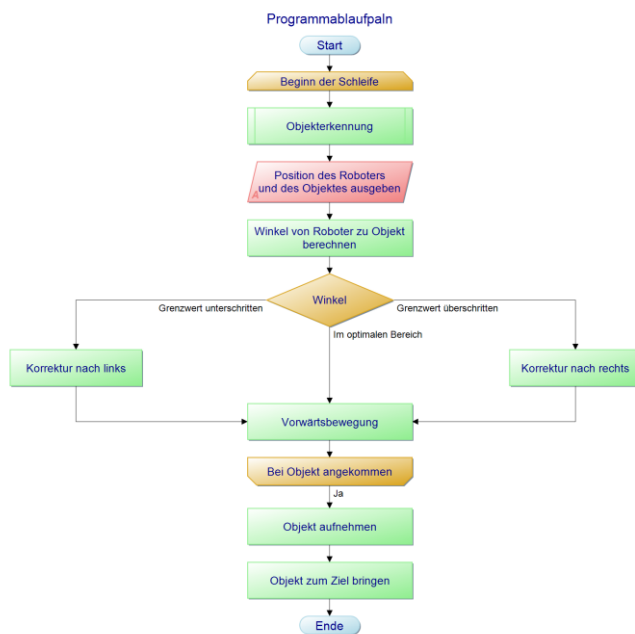 Programmablaufpaln
Start
Beginn der Schleife
Objekterkennung
Position des Roboters
und des Objektes ausgeben
A
Winkel von Roboter zu Objekt
berechnen
Winkel
Grenzwert unterschritten
Grenzwert überschritten
Im optimalen Bereich
Korrektur nach links
Korrektur nach rechts
Vorwärtsbewegung
Bei Objekt angekommen
Ja
Objekt aufnehmen
Objekt zum Ziel bringen
Ende